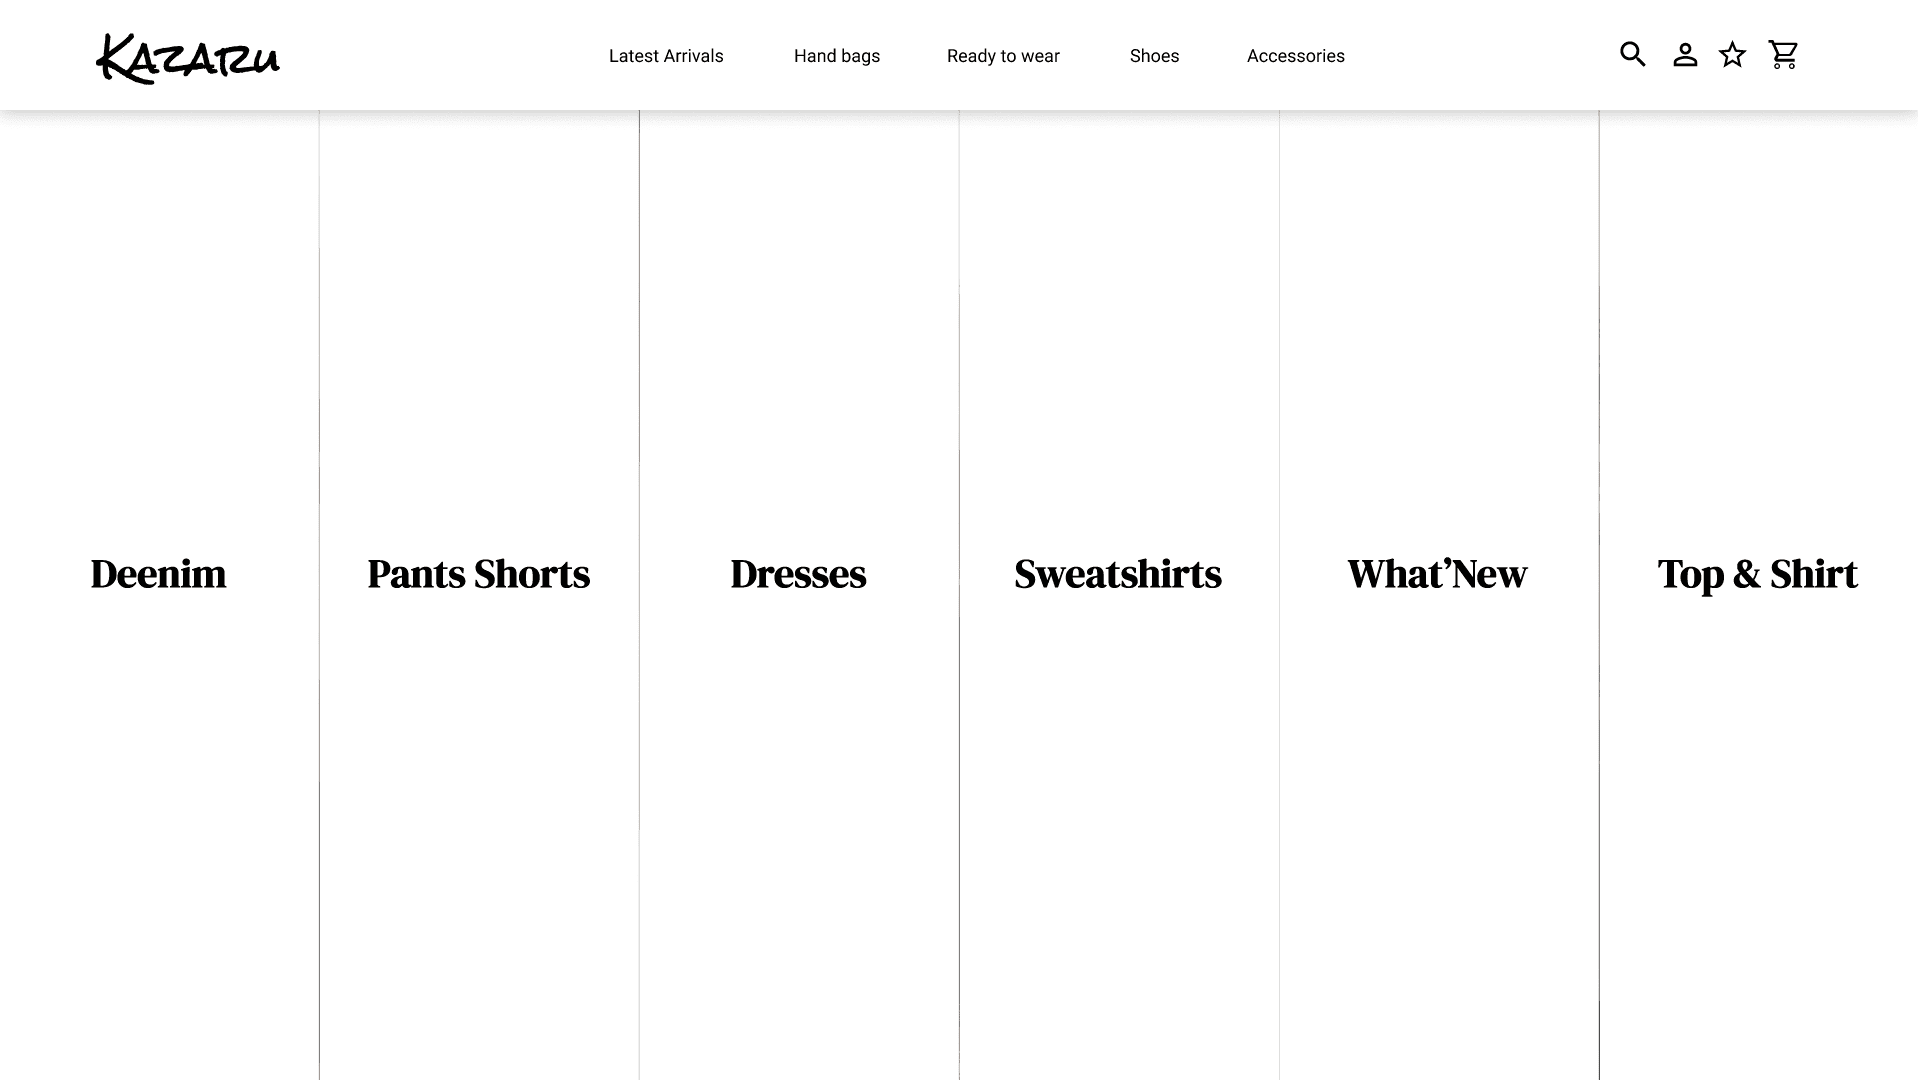 Kazaru
Latest Arrivals
Hand bags
Ready to wear
Shoes
Accessories
Deenim
Pants Shorts
Dresses
Sweatshirts
What’New
Top & Shirt